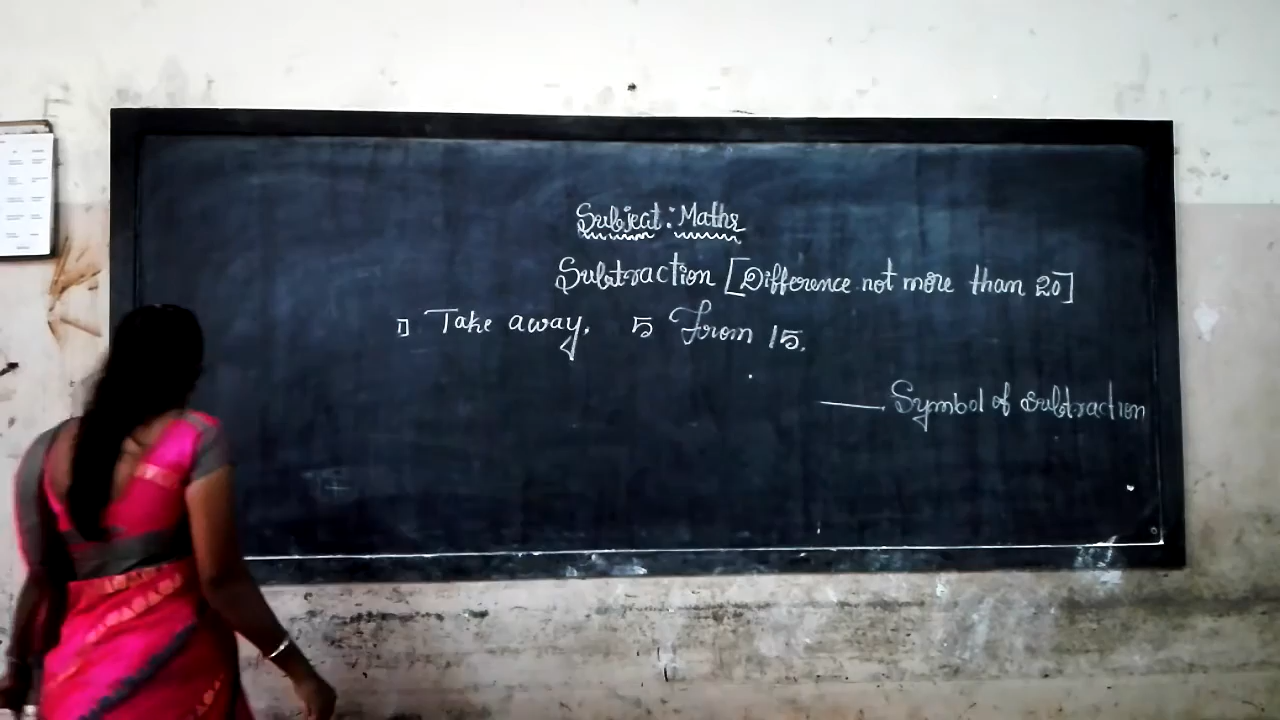 Subject : Maths
Subtraction [Difference not more than 20]
1] Take away. 5 From 15.
— Symbol of Subtraction